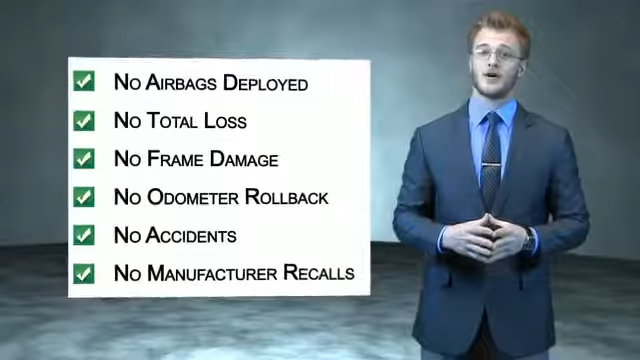 No Airbags Deployed
No Total Loss
No Frame Damage
No Odometer Rollback
No Accidents
No Manufacturer Recalls